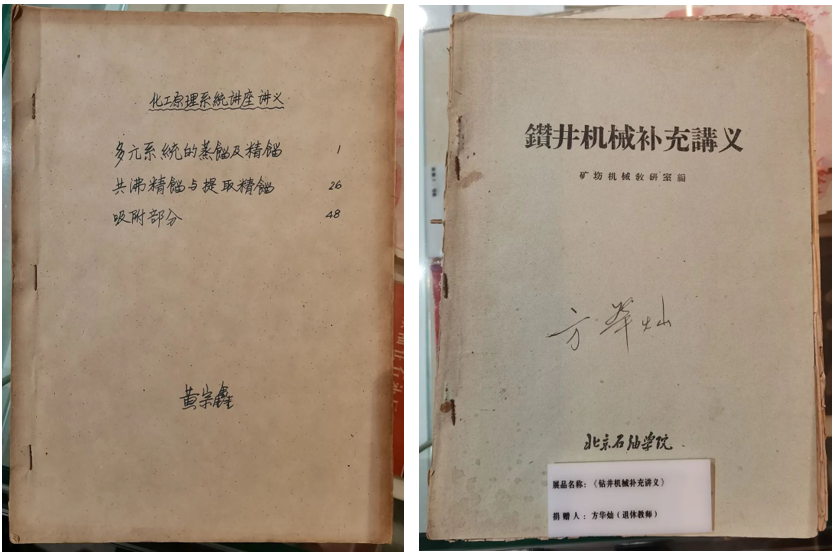 化工原理系統讲座讲义
多元系統的蒸餾及精餾 1
共沸精餾与提取精餾 26
吸附部分 48
黄宗鑫
鑽井机械补充講义
矿场机械教研室編
方华灿
北京石油学院
展品名称：《钻井机械补充讲义》
捐赠人：方华灿（退休教师）